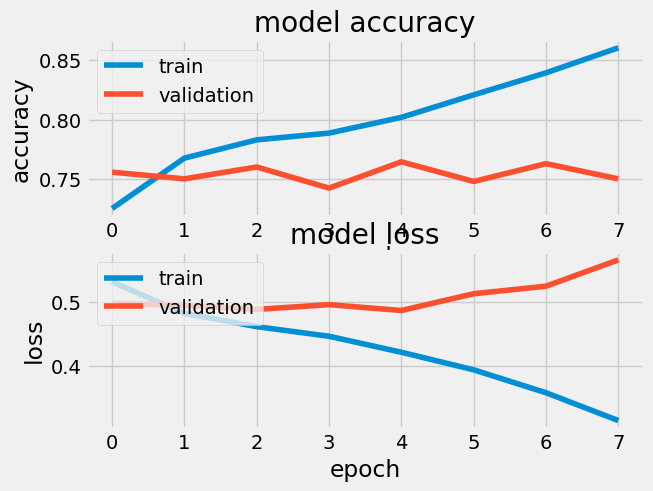 model accuracy
0.85
train
validation
0.80
accuracy
0.75
0 1 2 3 4 5 6 7
model loss
train
0.5
validation
loss
0.4
0 1 2 3 4 5 6 7
epoch